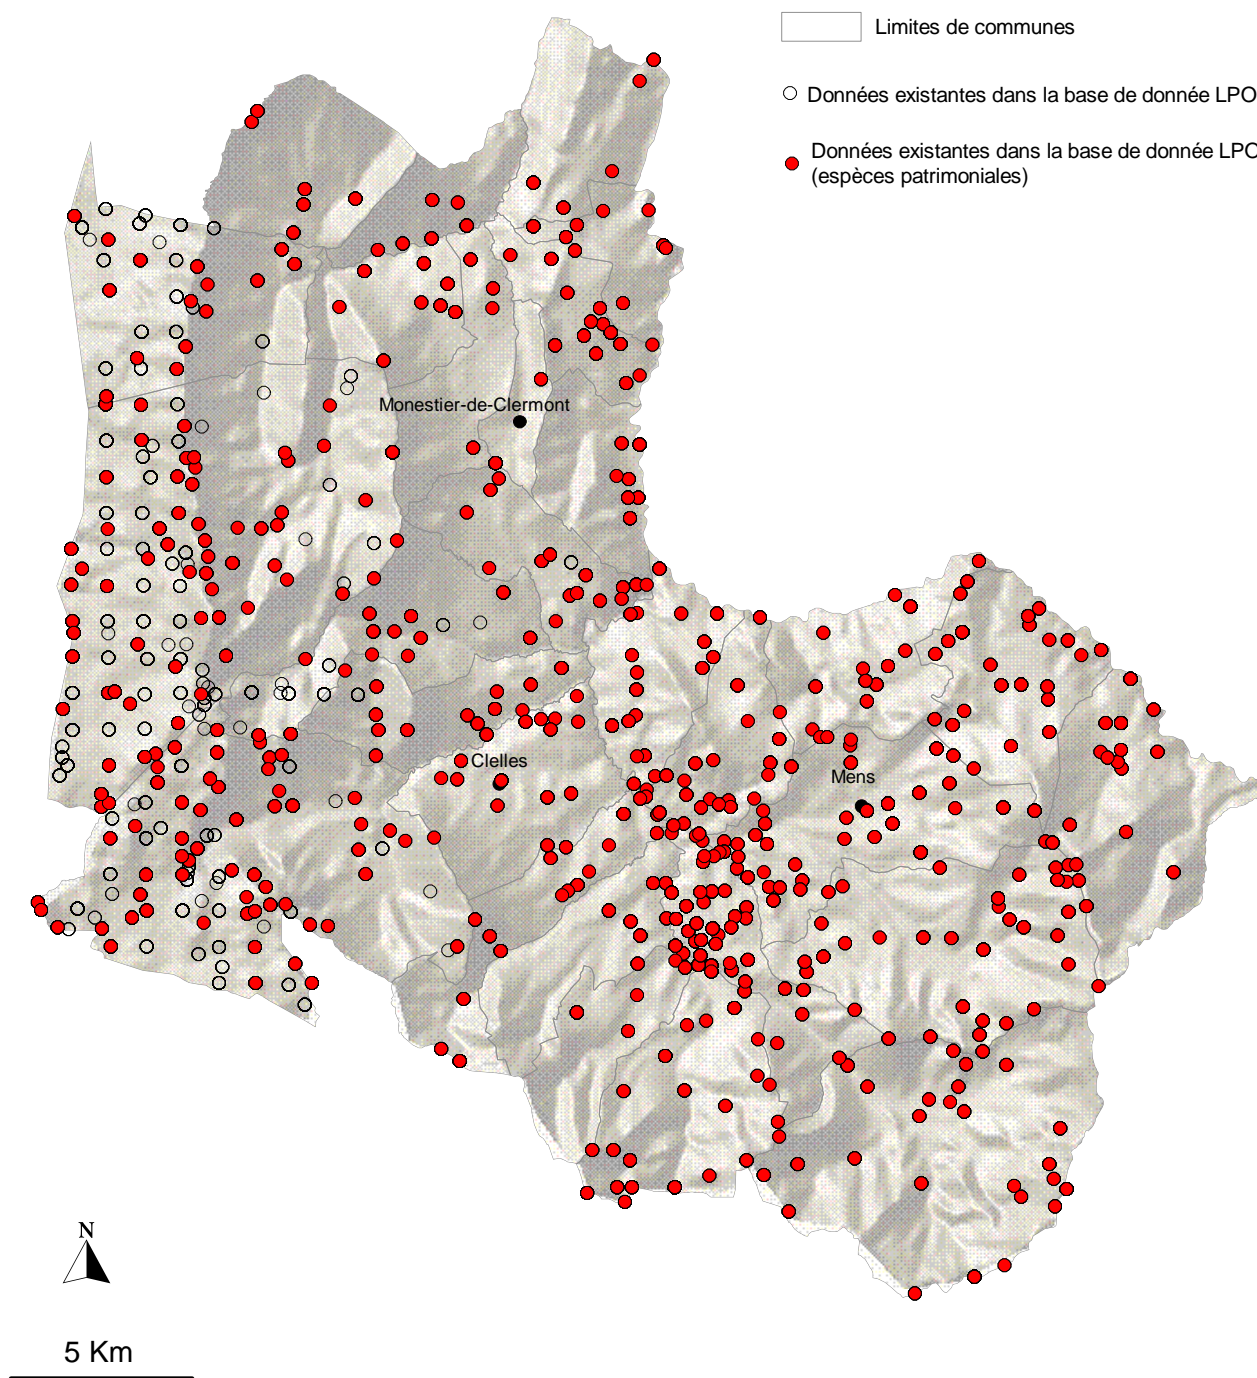 Limites de communes
Données existantes dans la base de donnée LPO
Données existantes dans la base de donnée LPO
(espèces patrimoniales)
Monestier-de-Clermont
Clelles
Mens
N
5 Km